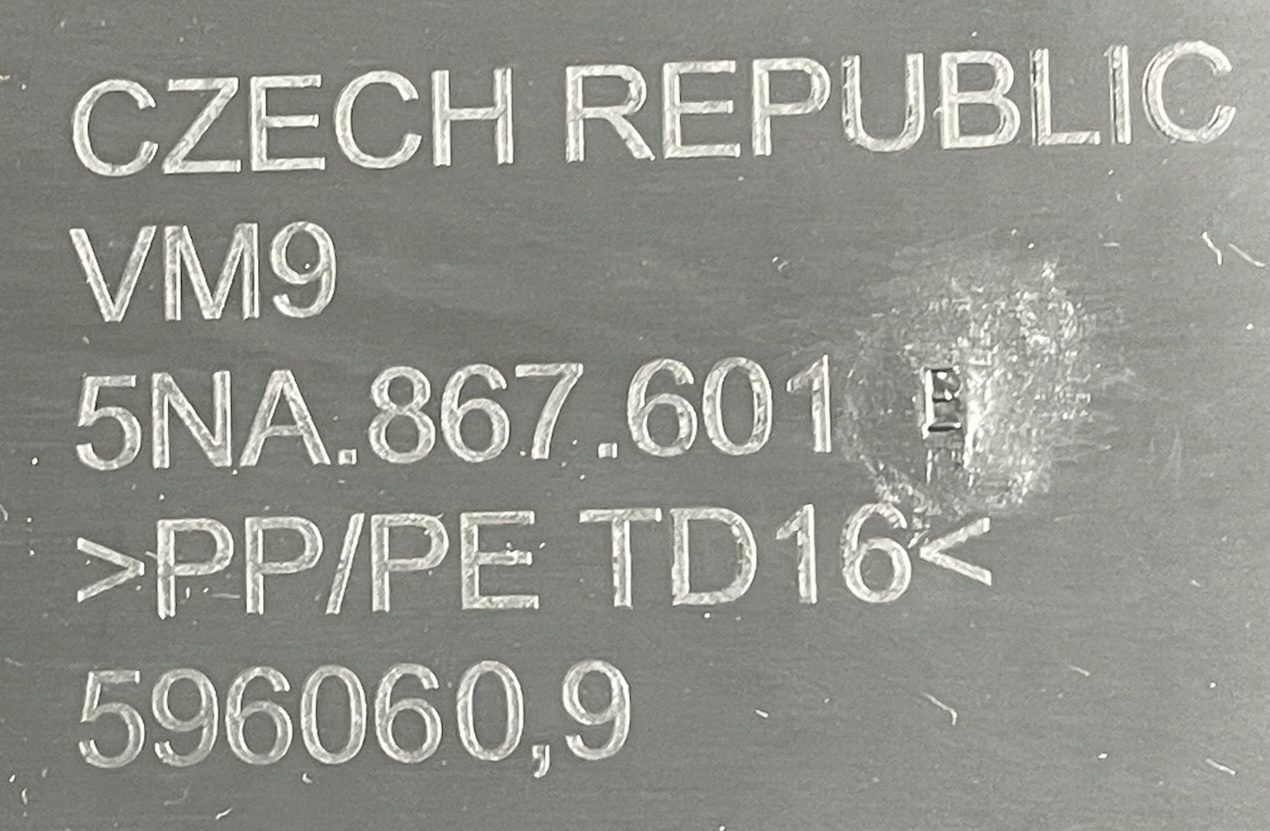 CZECH REPUBLIC
VM9
5NA.867.601
>PP/PE TD16<
596060,9